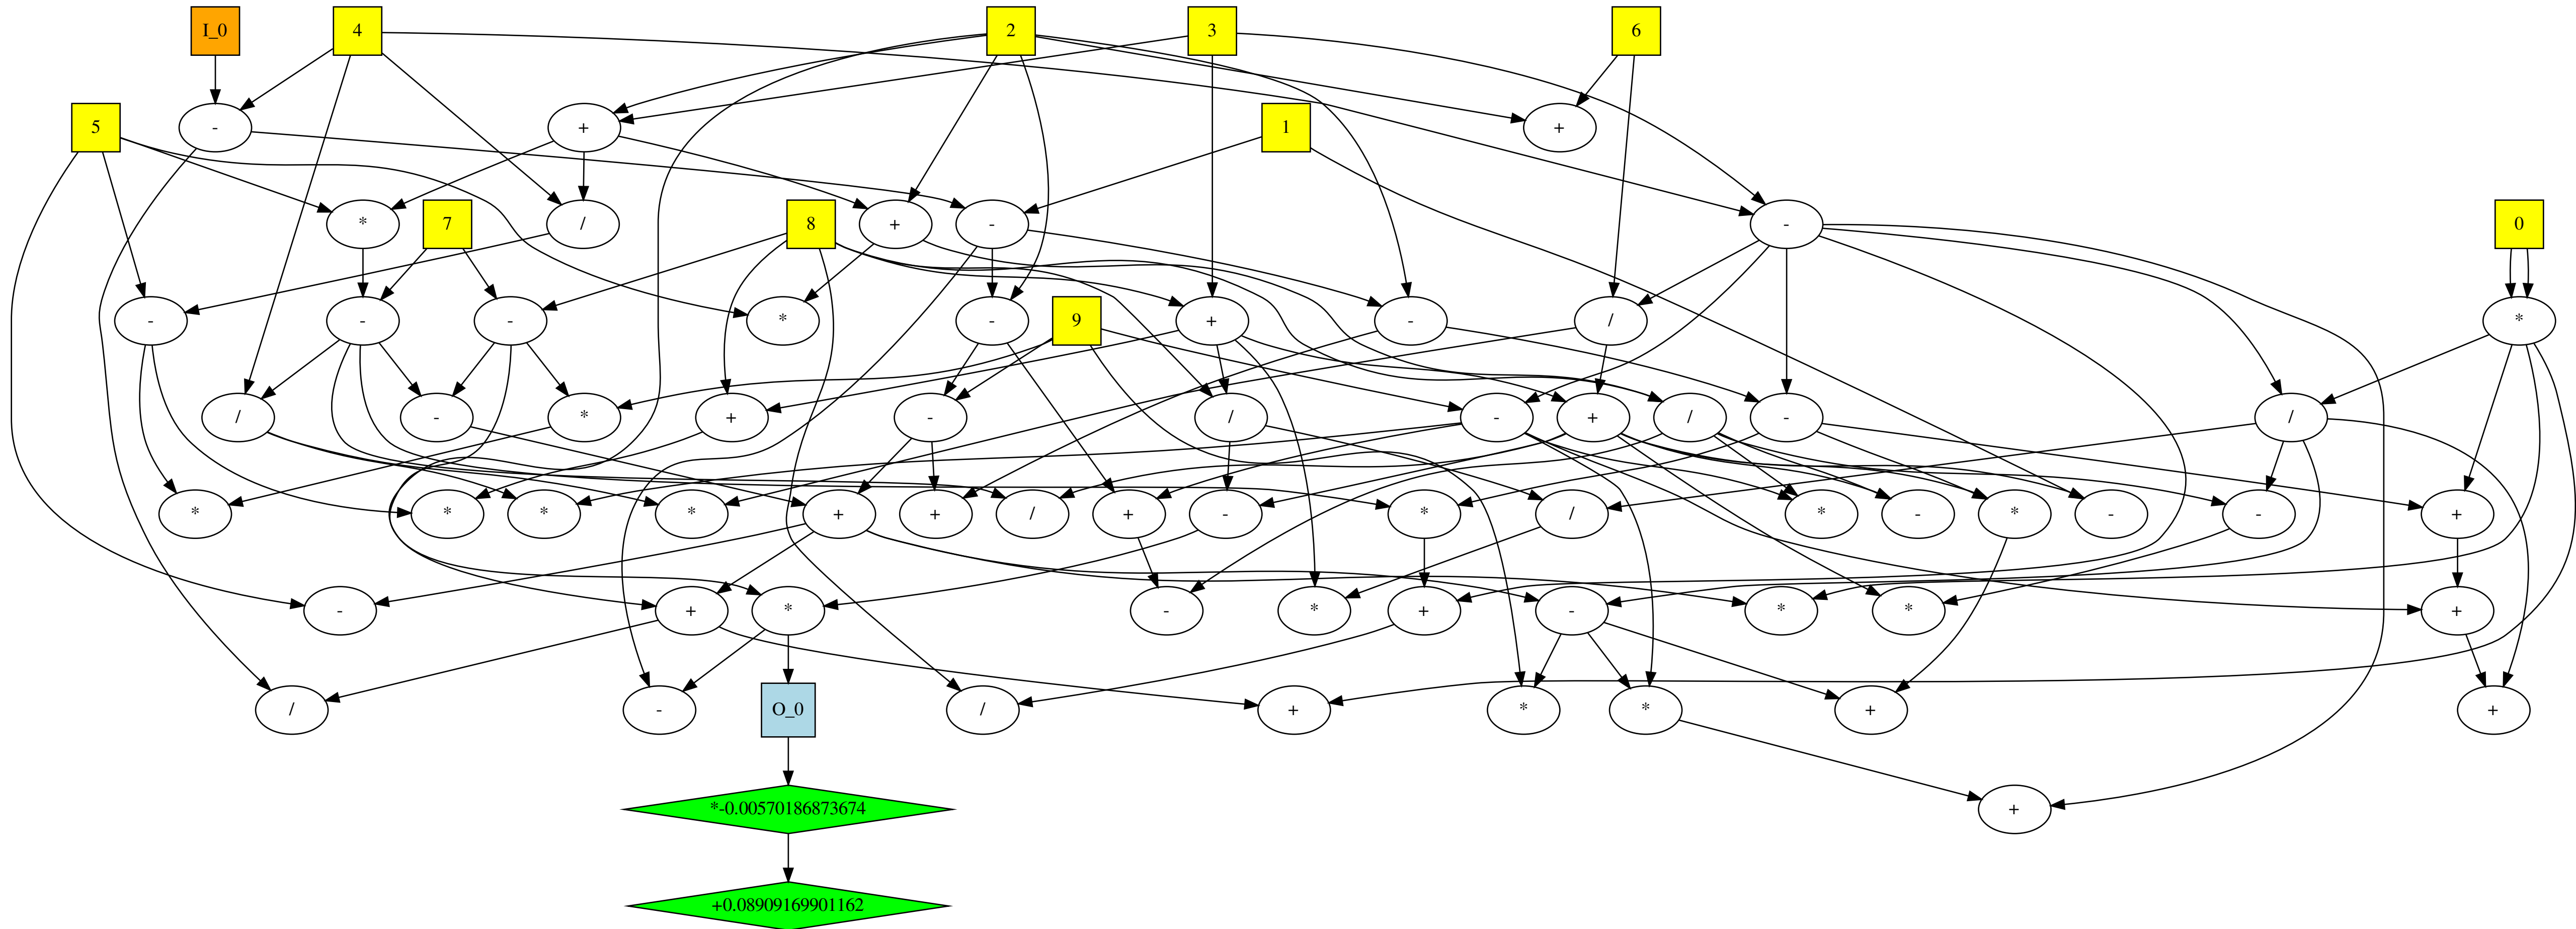 I_0 4 2 3 6
5 - + 1 +
* 7 / 8 + - - 0
- - - * 9 - + - / *
/ - * + - / - + / - /
* * * * + + / + - * / * - * - - +
- + * - * + - * * +
/ - O_0 / + * * + +
*-0.00570186873674 +
+0.08909169901162